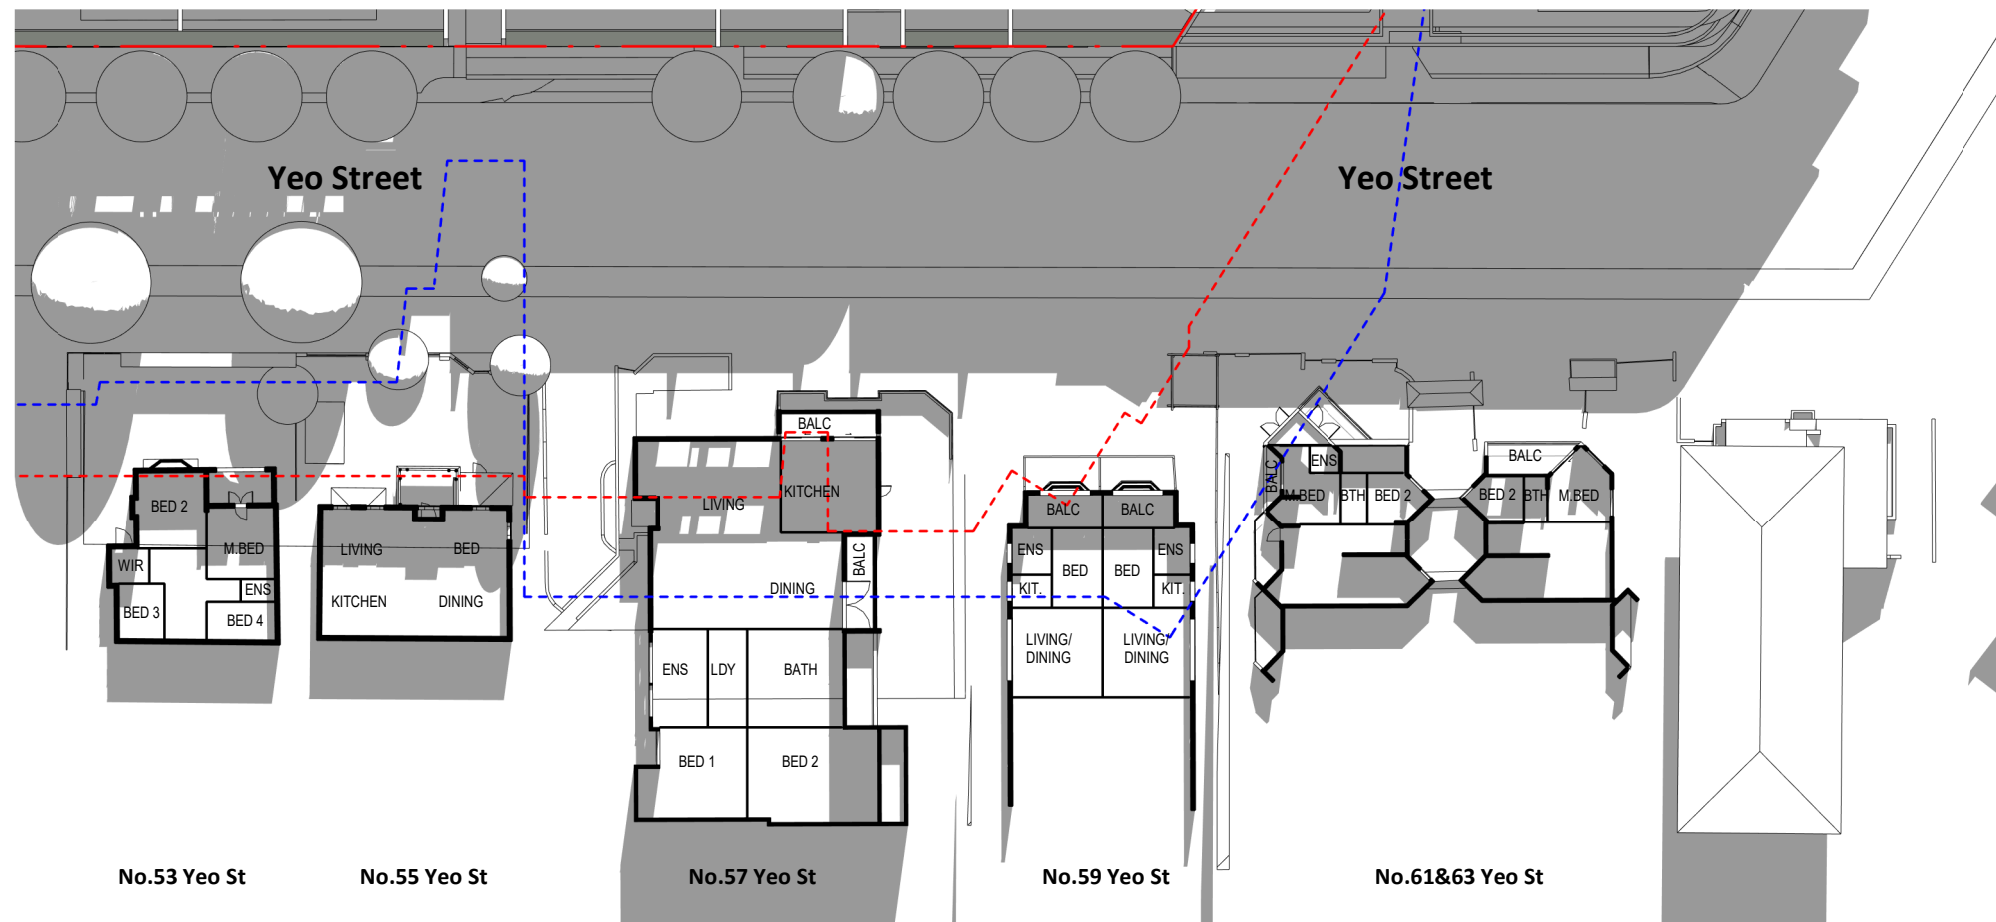 Yeo Street
Yeo Street
BED 2
M.BED
WIR
ENS
BED 3
BED 4
LIVING
BED
KITCHEN
DINING
BALC
LIVING
KITCHEN
BALC
DINING
ENS
LDY
BATH
BED 1
BED 2
BALC
BALC
ENS
BED
BED
ENS
KIT.
KIT.
LIVING/
DINING
LIVING/
DINING
BALC
ENS
M.BED
BTH
BED 2
BALC
BED 2
BTH
M.BED
No.53 Yeo St
No.55 Yeo St
No.57 Yeo St
No.59 Yeo St
No.61&63 Yeo St